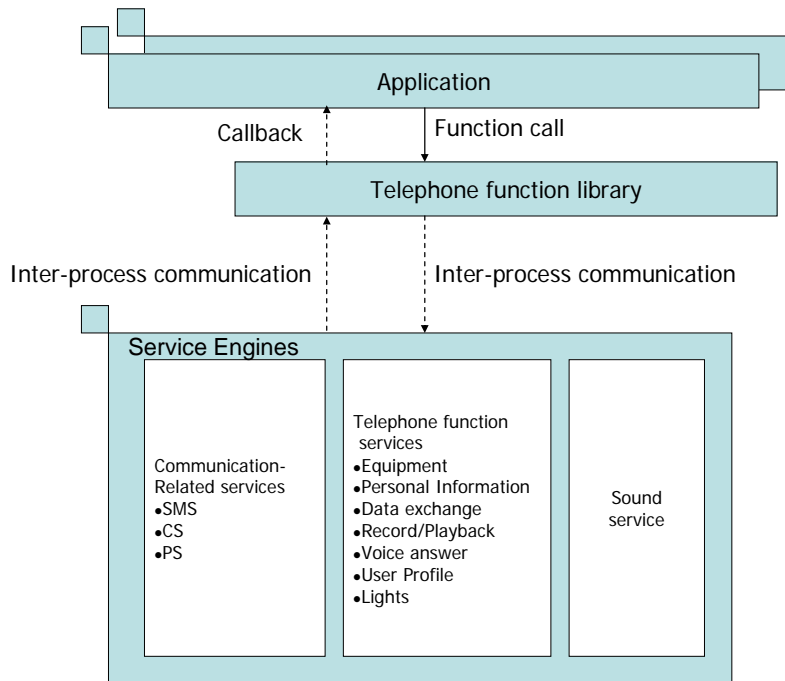 Application
Callback
Function call
Telephone function library
Inter-process communication
Inter-process communication
Service Engines
Communication-
Related services
●SMS
●CS
●PS
Telephone function
services
●Equipment
●Personal Information
●Data exchange
●Record/Playback
●Voice answer
●User Profile
●Lights
Sound
service